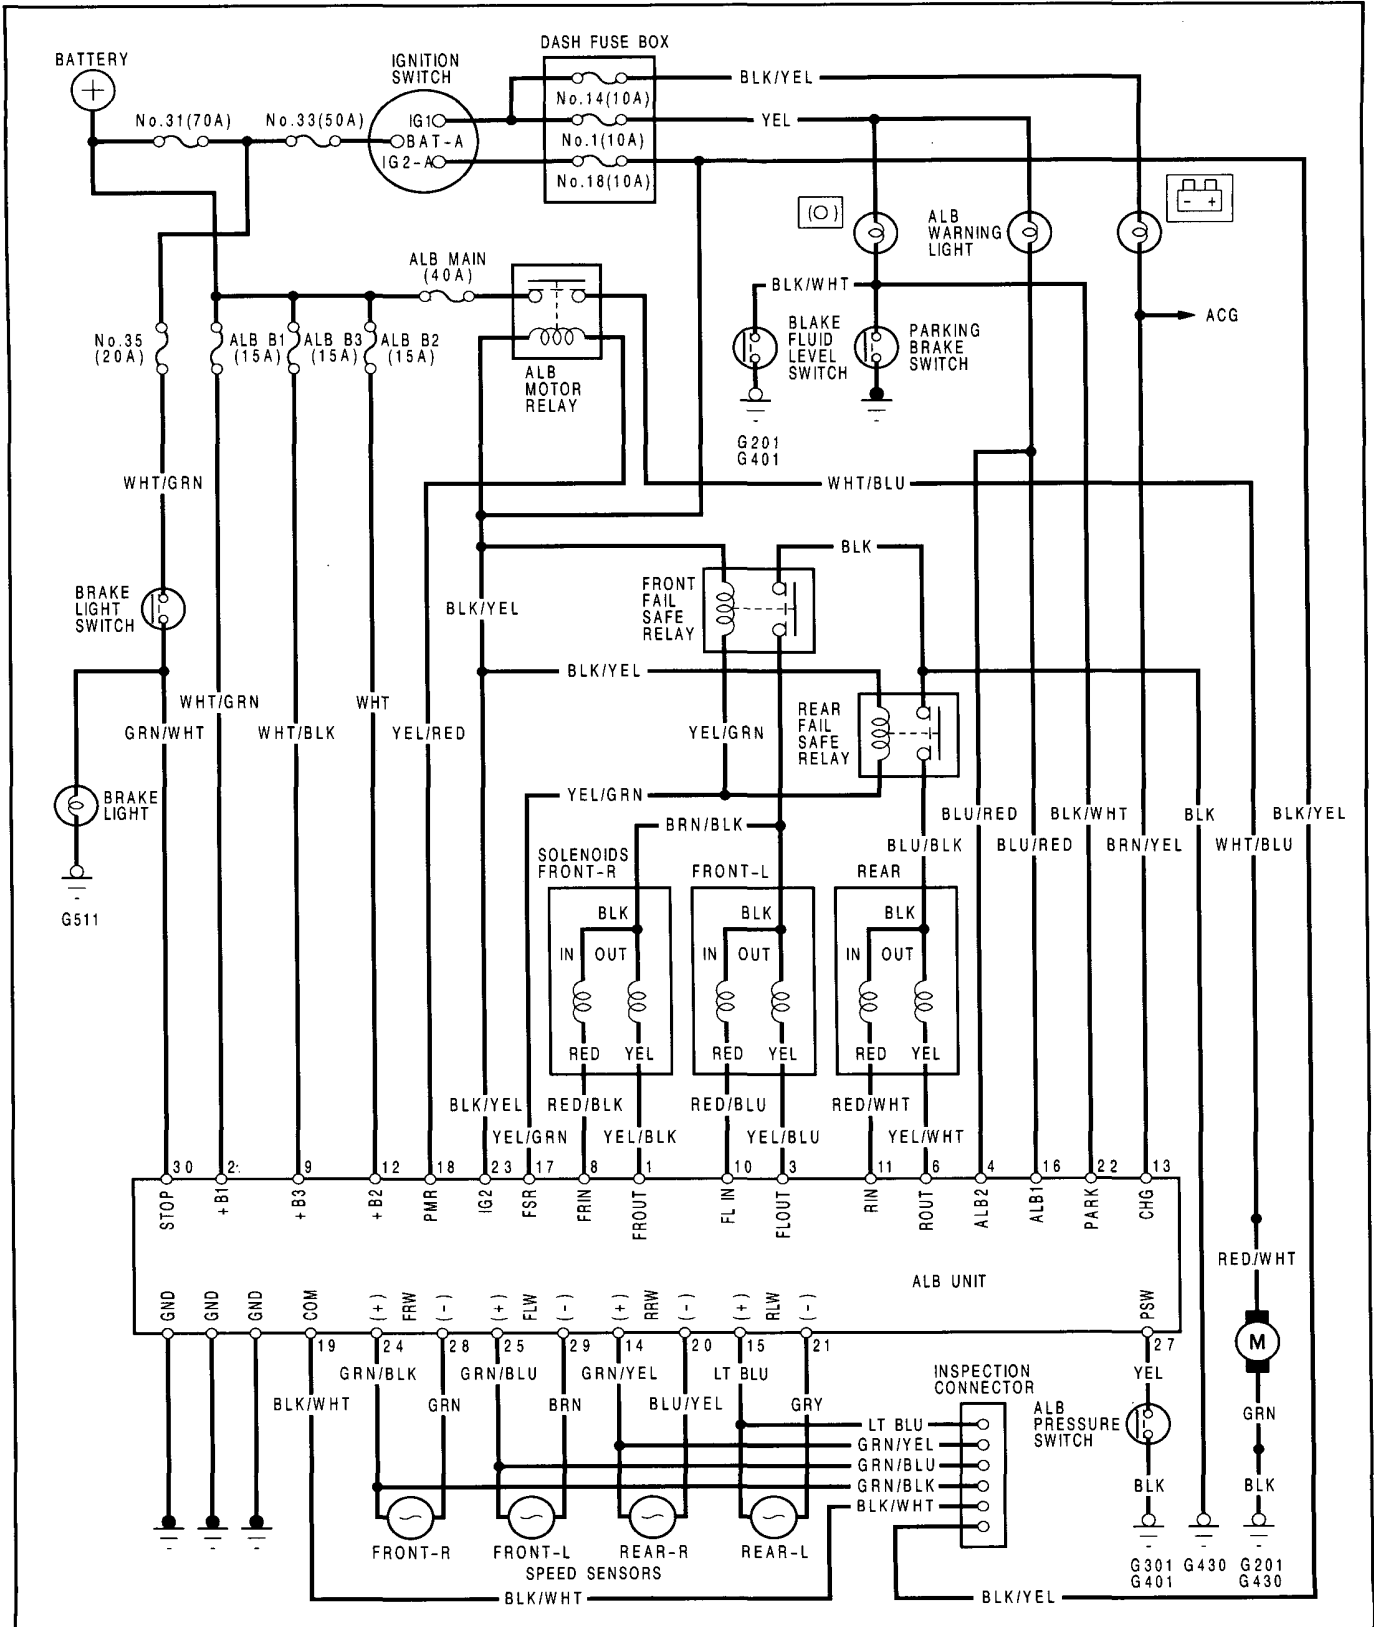 BATTERY
IGNITION
SWITCH
DASH FUSE BOX
No.31(70A)
No.33(50A)
IG1
BAT-A
IG2-A
No.14(10A)
No.1(10A)
No.18(10A)
BLK/YEL
YEL
(O)
- +
ALB
WARNING
LIGHT
ACG
ALB MAIN
(40A)
BLK/WHT
No.35
(20A)
ALB B1
(15A)
ALB B3
(15A)
ALB B2
(15A)
ALB
MOTOR
RELAY
BLAKE
FLUID
LEVEL
SWITCH
PARKING
BRAKE
SWITCH
G201
G401
WHT/GRN
WHT/BLU
BLK
BRAKE
LIGHT
SWITCH
BLK/YEL
FRONT
FAIL
SAFE
RELAY
BLK/YEL
WHT/GRN
WHT
GRN/WHT
WHT/BLK
YEL/RED
YEL/GRN
REAR
FAIL
SAFE
RELAY
BRAKE
LIGHT
G511
YEL/GRN
BRN/BLK
BLU/RED
BLK/WHT
BLK
BLK/YEL
BLU/BLK
BLU/RED
BRN/YEL
WHT/BLU
SOLENOIDS
FRONT-R
FRONT-L
REAR
BLK
BLK
BLK
IN OUT
IN OUT
IN OUT
RED YEL
RED YEL
RED YEL
BLK/YEL
RED/BLK
RED/BLU
RED/WHT
YEL/GRN
YEL/BLK
YEL/BLU
YEL/WHT
30 2 9 12 18 23 17 8 1 10 3 11 6 4 16 22 13
STOP
+B1
+B3
+B2
PMR
IG2
FSR
FRIN
FROUT
FL IN
FLOUT
RIN
ROUT
ALB2
ALB1
PARK
CHG
RED/WHT
ALB UNIT
GND
GND
GND
COM
(+)
FRW
(-)
(+)
FLW
(-)
(+)
RRW
(-)
(+)
RLW
(-)
PSW
19 24 28 25 29 14 20 15 21 27
M
GRN/BLK
GRN/BLU
GRN/YEL
LT BLU
YEL
BLK/WHT
GRN
BRN
BLU/YEL
GRY
INSPECTION
CONNECTOR
ALB
PRESSURE
SWITCH
GRN
LT BLU
GRN/YEL
GRN/BLU
GRN/BLK
BLK/WHT
BLK
BLK
FRONT-R
FRONT-L
REAR-R
REAR-L
SPEED SENSORS
G301
G401
G430
G201
G430
BLK/WHT
BLK/YEL